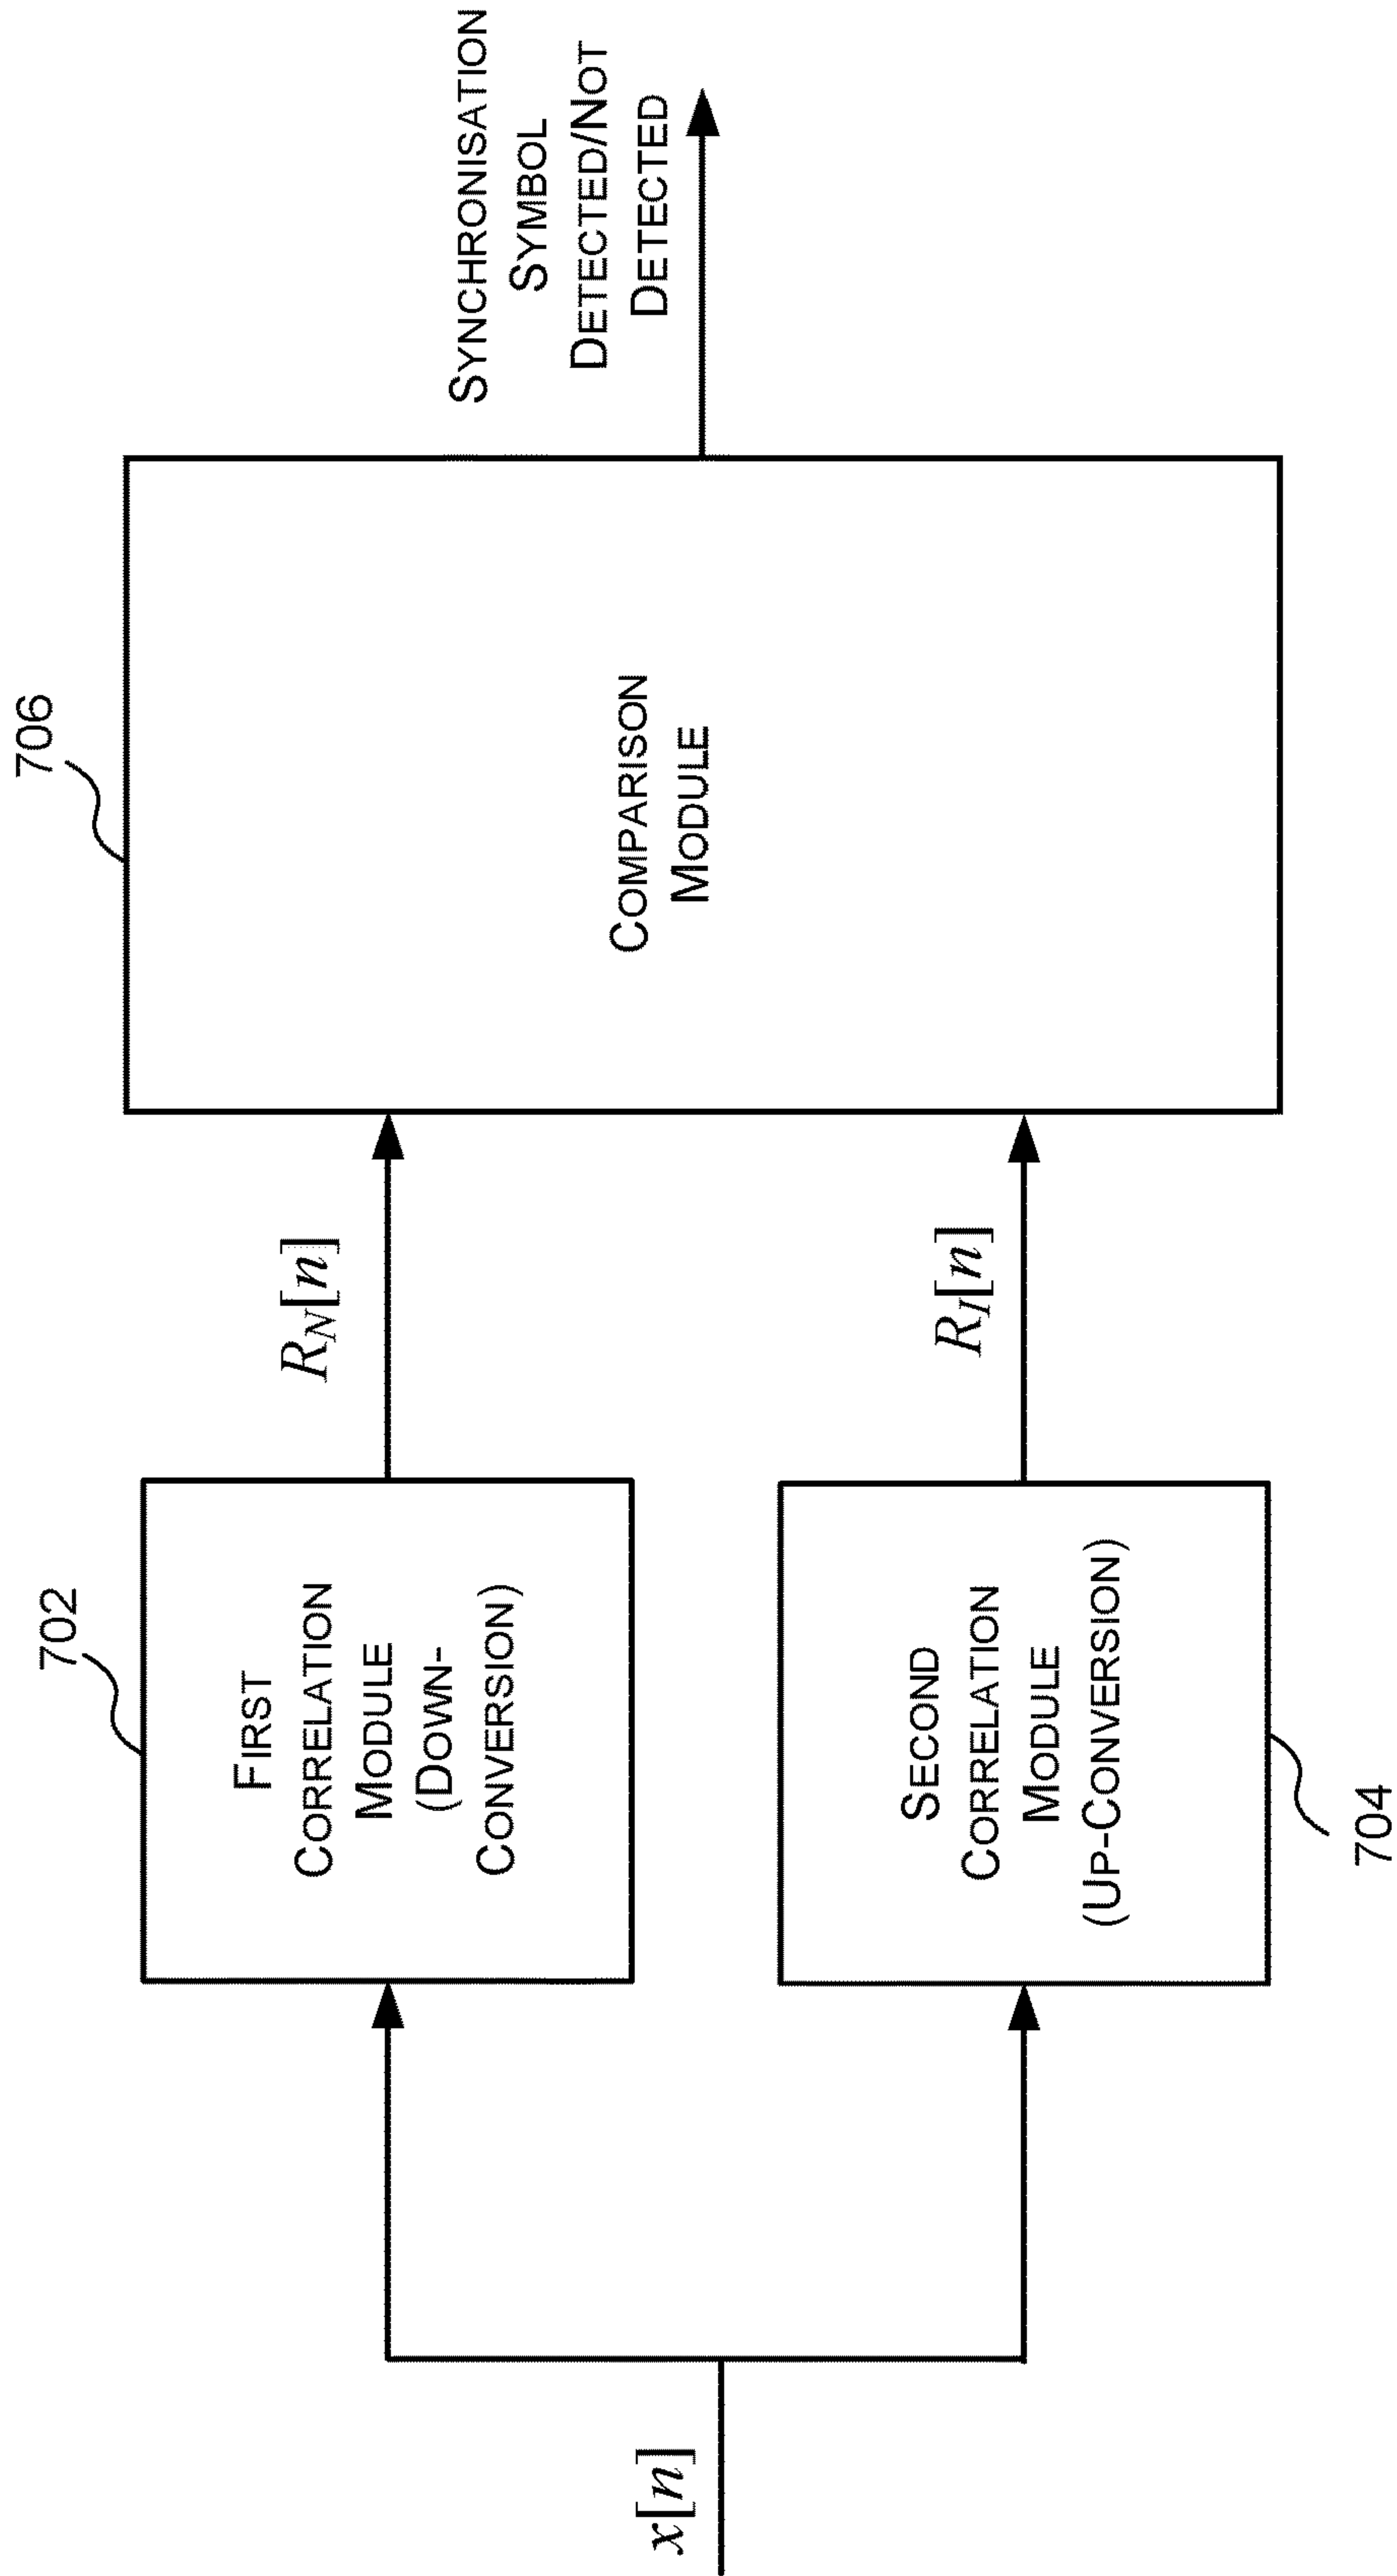 x[n]
702
FIRST
CORRELATION
MODULE
(DOWN-
CONVERSION)
SECOND
CORRELATION
MODULE
(UP-CONVERSION)
704
R_N[n]
R_I[n]
706
COMPARISON
MODULE
SYNCHRONISATION
SYMBOL
DETECTED/NOT
DETECTED